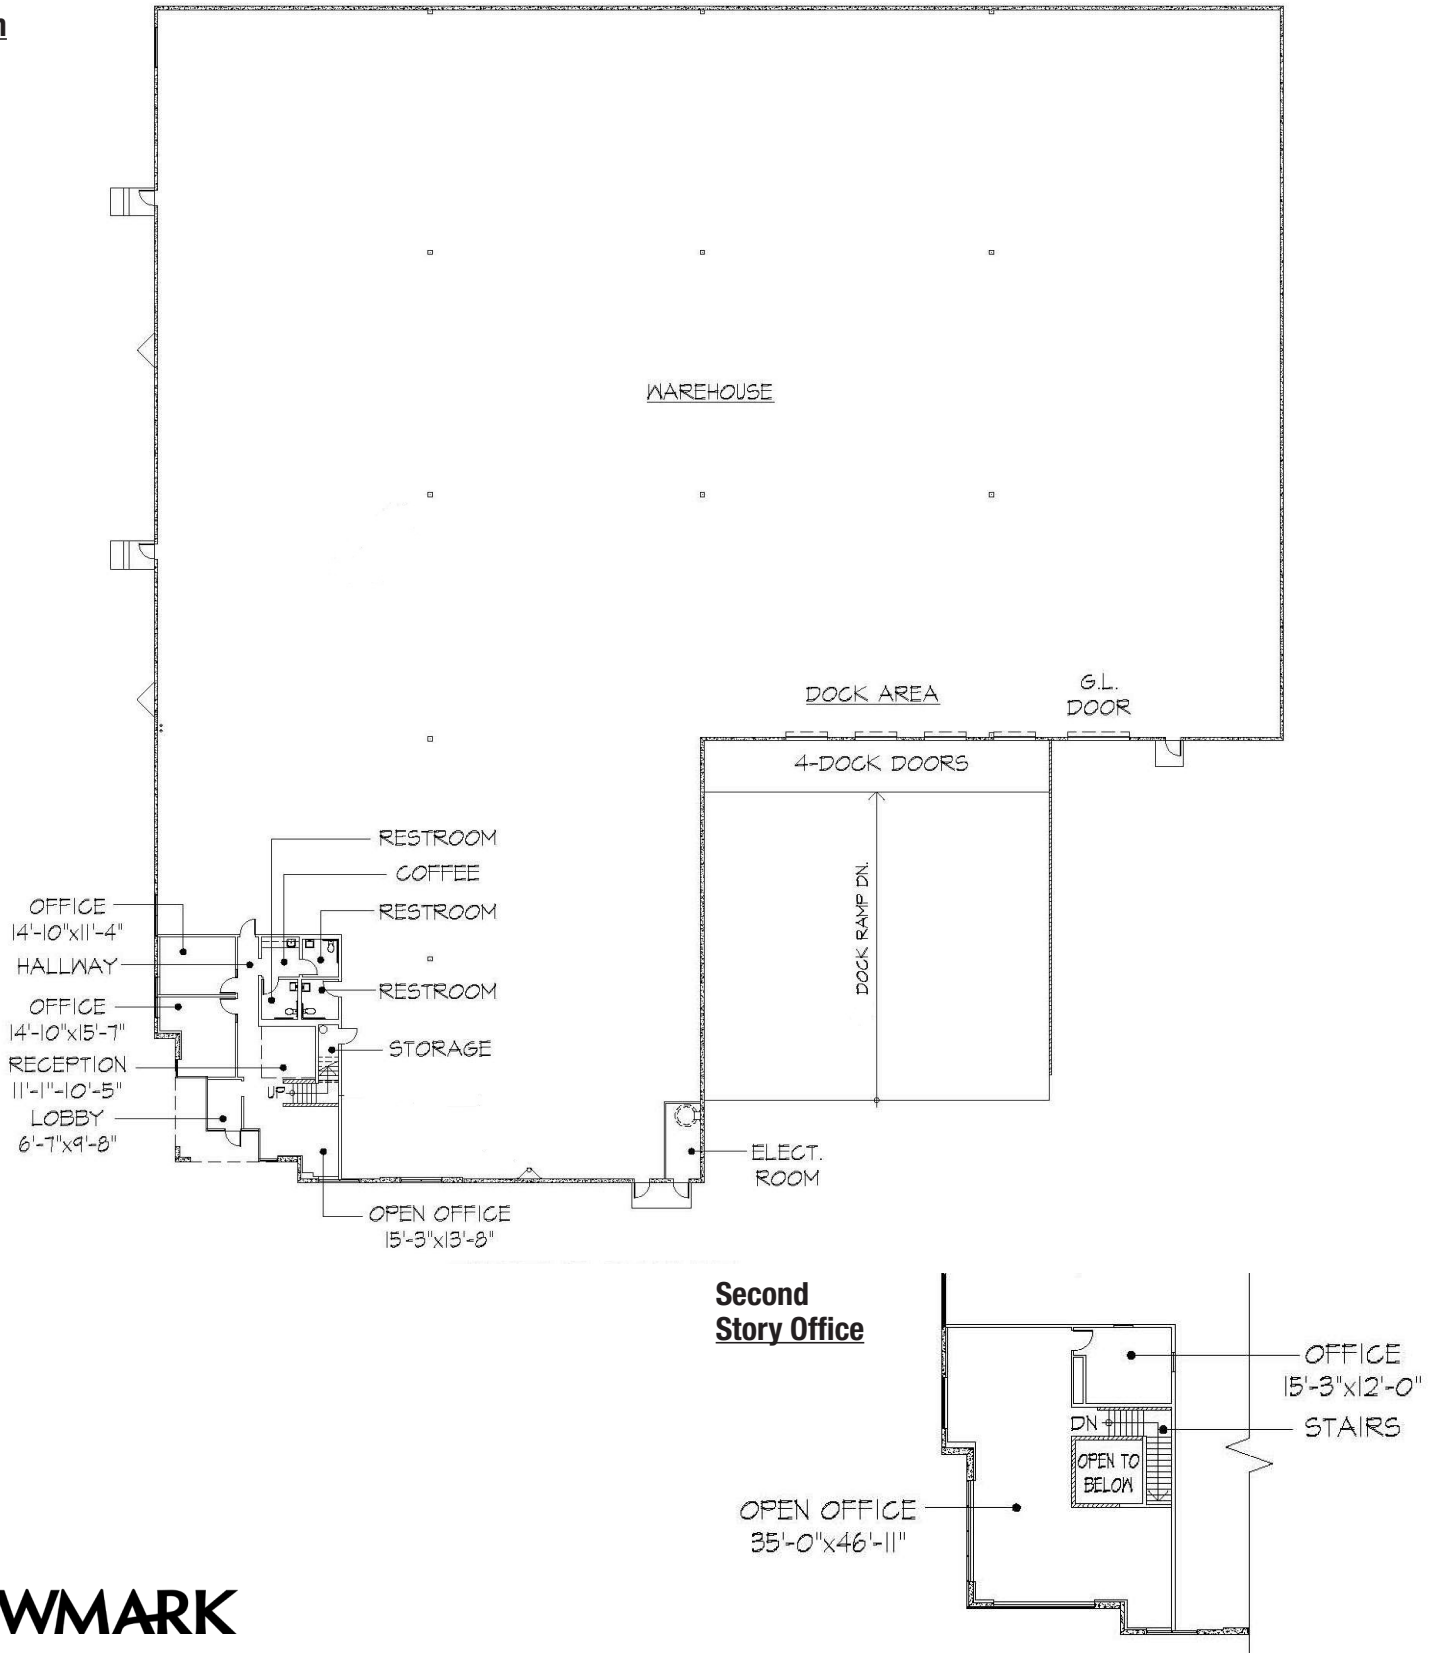 WAREHOUSE
DOCK AREA
G.L.
DOOR
4-DOCK DOORS
DOCK RAMP DN.
RESTROOM
COFFEE
RESTROOM
RESTROOM
STORAGE
OFFICE
14'-10"x11'-4"
HALLWAY
OFFICE
14'-10"x15'-7"
RECEPTION
11'-1"-10'-5"
LOBBY
6'-7"x9'-8"
UP
ELECT.
ROOM
OPEN OFFICE
15'-3"x13'-8"
Second
Story Office
OFFICE
15'-3"x12'-0"
STAIRS
DN
OPEN TO
BELOW
OPEN OFFICE
35'-0"x46'-11"
WMARK